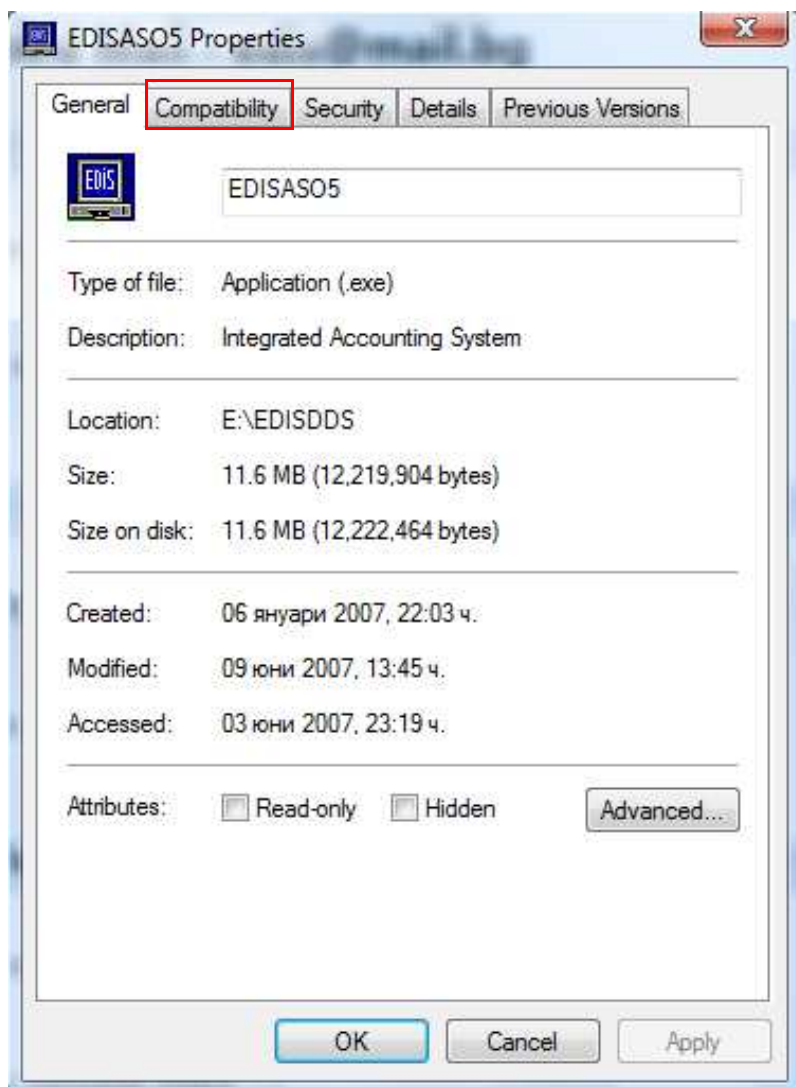 EDISASO5 Properties
General Compatibility Security Details Previous Versions
EDIS
EDISASO5
Type of file: Application (.exe)
Description: Integrated Accounting System
Location: E:\EDISDDS
Size: 11.6 MB (12,219,904 bytes)
Size on disk: 11.6 MB (12,222,464 bytes)
Created: 06 януари 2007, 22:03 ч.
Modified: 09 юни 2007, 13:45 ч.
Accessed: 03 юни 2007, 23:19 ч.
Attributes: Read-only Hidden Advanced...
OK Cancel Apply